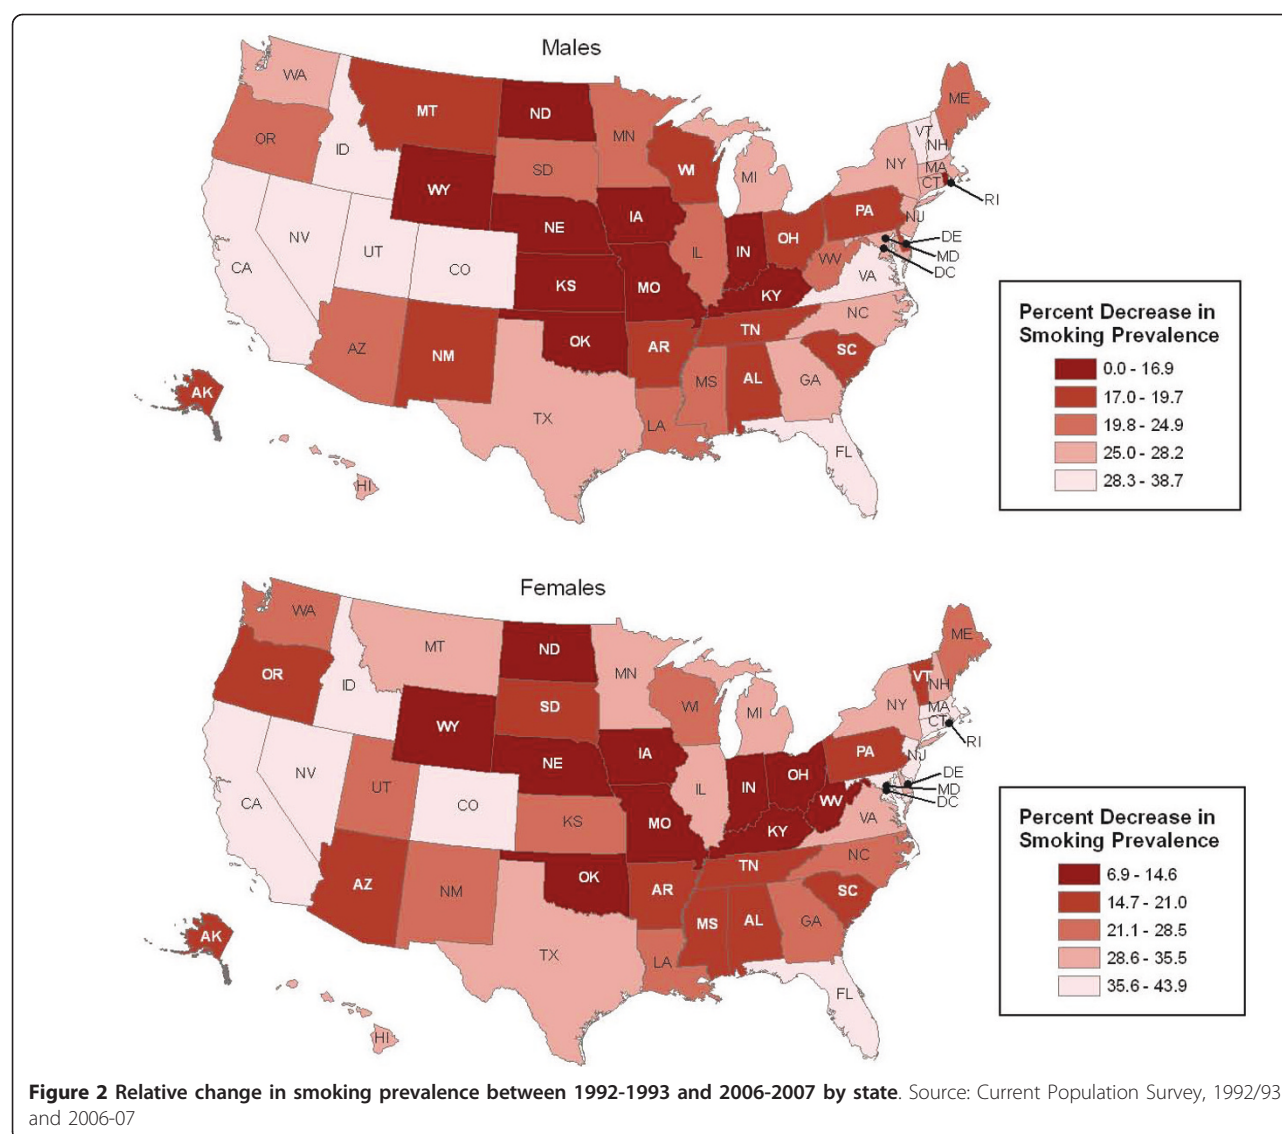 Males
WA
MT
ND
MN
ME
OR
ID
SD
WI
VT
NH
NY
MA
MI
CT
WY
RI
IA
PA
NJ
NE
OH
DE
NV
UT
IL
IN
WV
MD
CA
CO
DC
VA
KS
MO
KY
NC
TN
AZ
NM
OK
AR
SC
MS
AL
GA
AK
TX
LA
FL
HI
Percent Decrease in
Smoking Prevalence
0.0 - 16.9
17.0 - 19.7
19.8 - 24.9
25.0 - 28.2
28.3 - 38.7
Females
WA
MT
ND
MN
ME
OR
ID
SD
WI
VT
NH
NY
MA
MI
CT
WY
RI
IA
PA
NJ
NE
OH
DE
NV
UT
IL
IN
WV
MD
CA
CO
DC
VA
KS
MO
KY
NC
TN
AZ
NM
OK
AR
SC
MS
AL
GA
AK
TX
LA
FL
HI
Percent Decrease in
Smoking Prevalence
6.9 - 14.6
14.7 - 21.0
21.1 - 28.5
28.6 - 35.5
35.6 - 43.9
Figure 2 Relative change in smoking prevalence between 1992-1993 and 2006-2007 by state. Source: Current Population Survey, 1992/93
and 2006-07